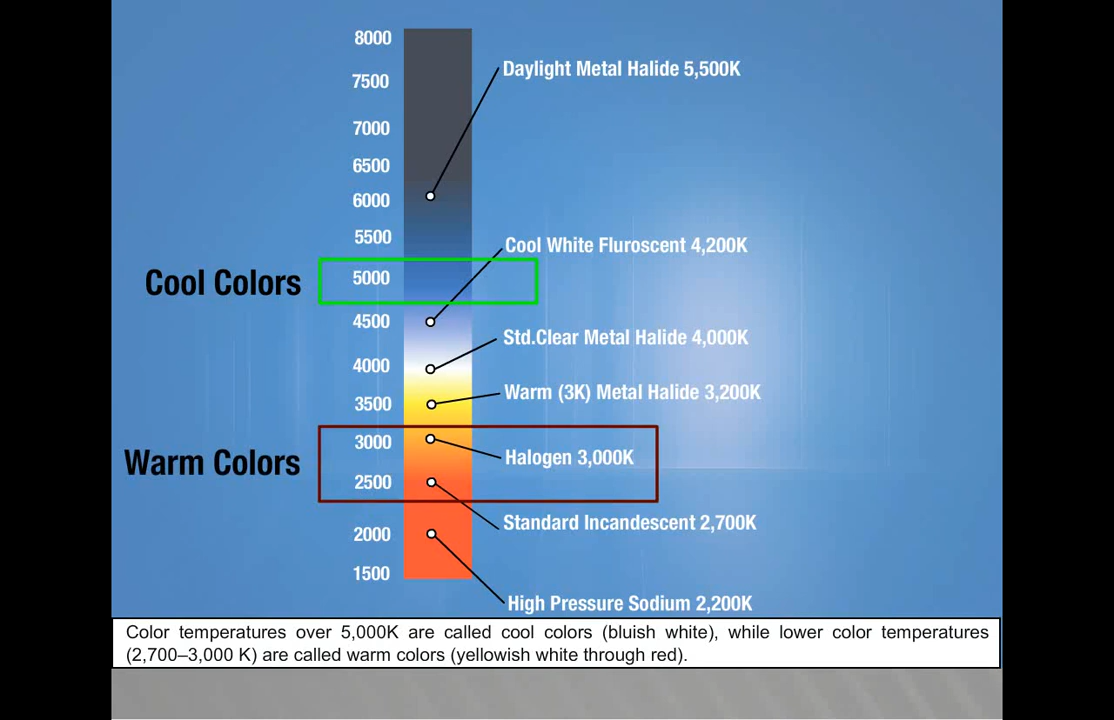 8000
Daylight Metal Halide 5,500K
7500
7000
6500
6000
5500
Cool White Fluroscent 4,200K
Cool Colors
5000
4500
Std.Clear Metal Halide 4,000K
4000
Warm (3K) Metal Halide 3,200K
3500
3000
Halogen 3,000K
Warm Colors
2500
Standard Incandescent 2,700K
2000
1500
High Pressure Sodium 2,200K
Color temperatures over 5,000K are called cool colors (bluish white), while lower color temperatures
(2,700–3,000 K) are called warm colors (yellowish white through red).